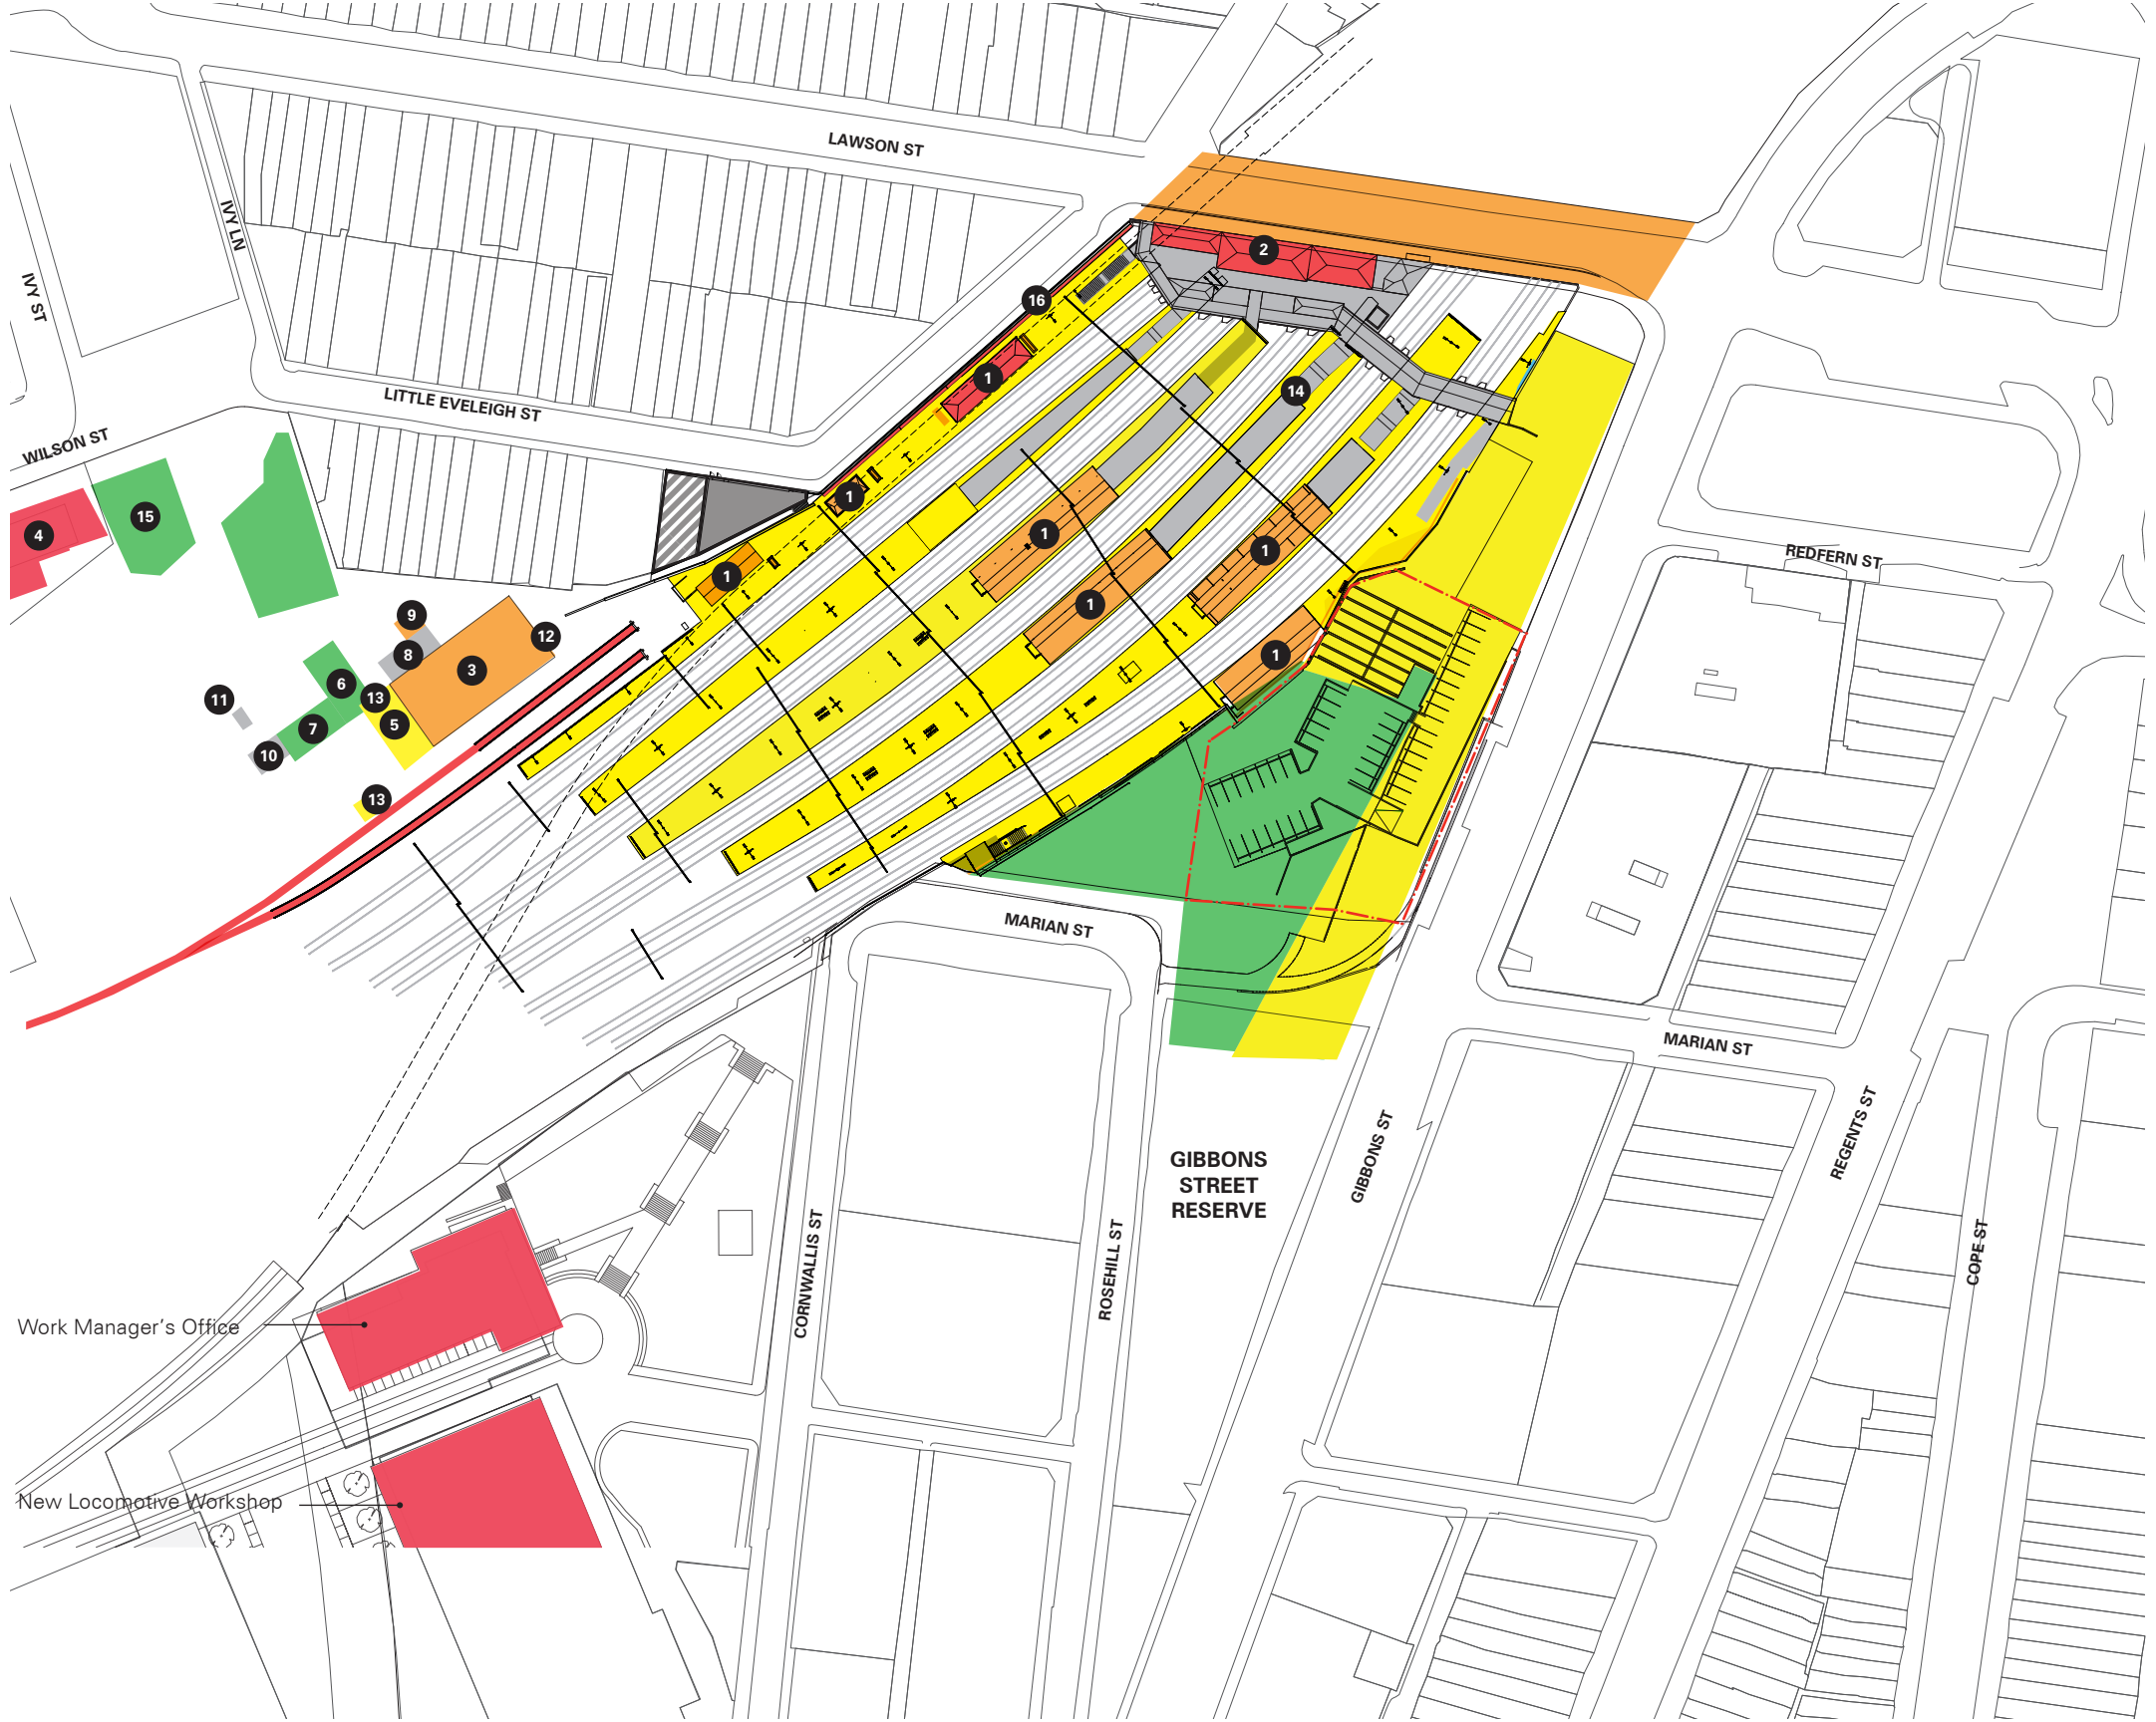 LAWSON ST
IVY LN
IVY ST
2
16
1
14
LITTLE EVELEIGH ST
WILSON ST
1
15
4
1
1
1
REDFERN ST
1
1
9
12
8
3
1
6
13
11
5
7
10
13
MARIAN ST
MARIAN ST
GIBBONS ST
REGENTS ST
GIBBONS
STREET
RESERVE
CORNWALLIS ST
ROSEHILL ST
COPE ST
Work Manager's Office
New Locomotive Workshop